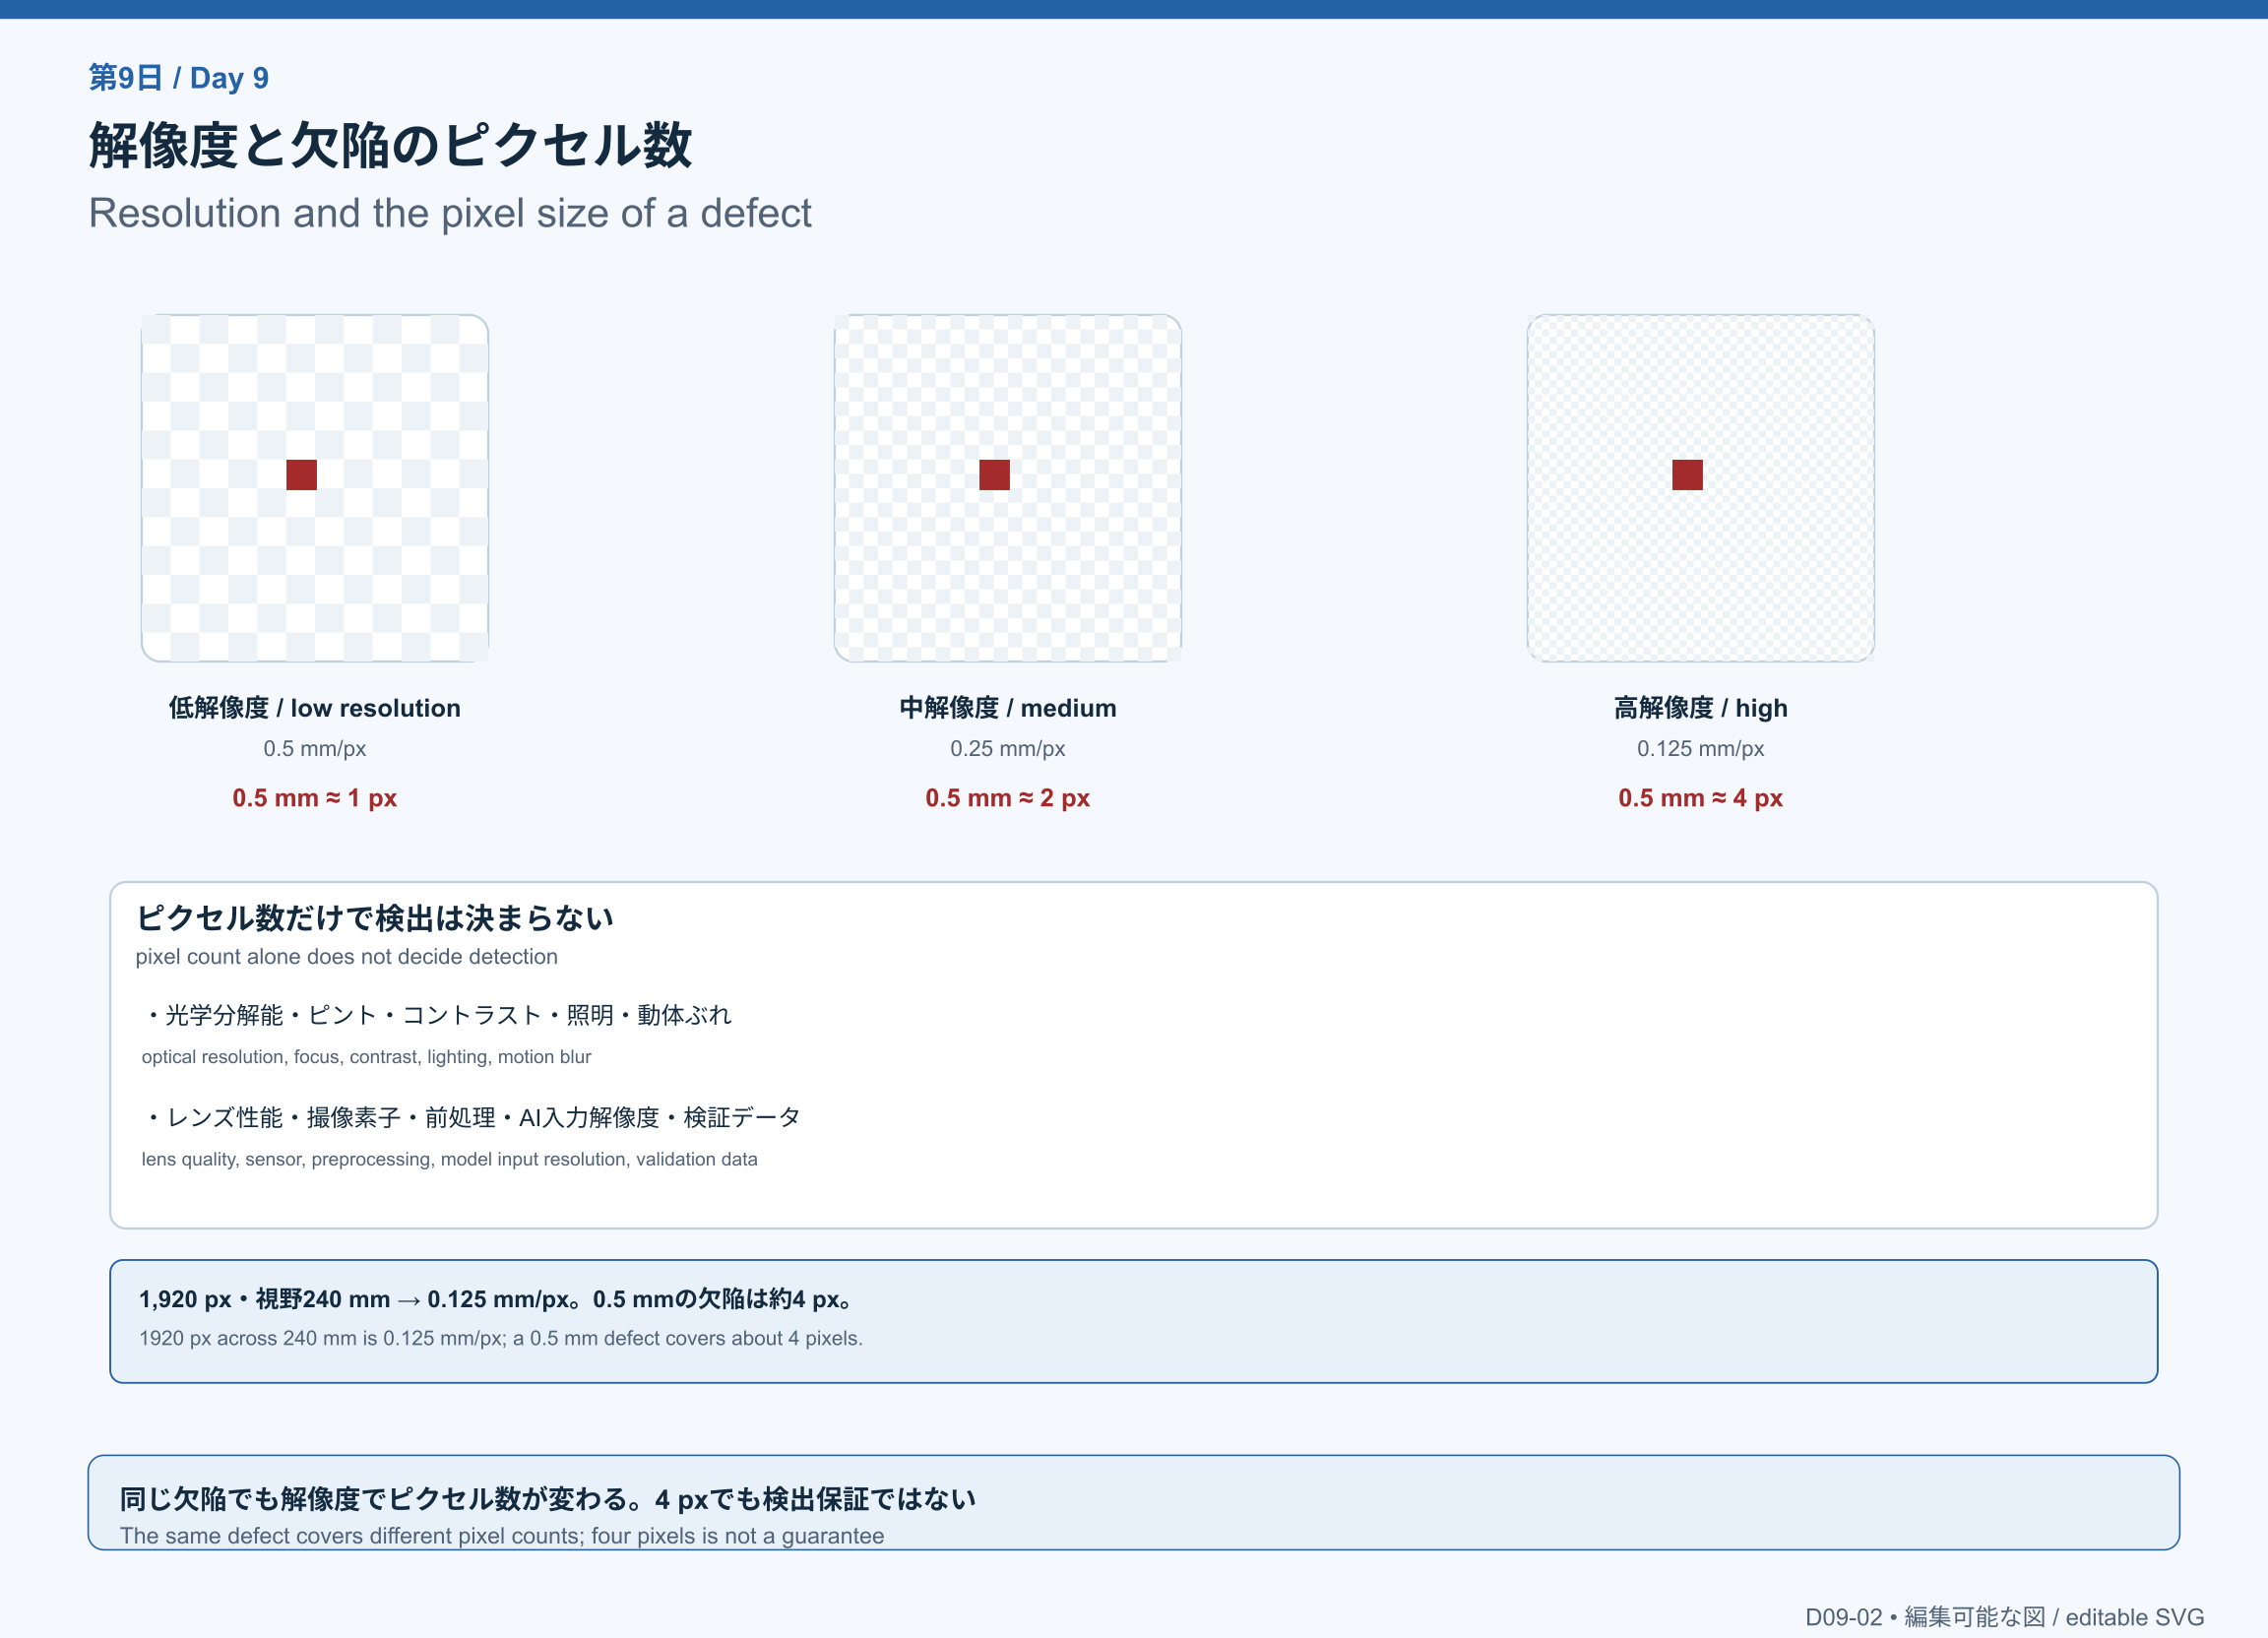 第9日 / Day 9
解像度と欠陥のピクセル数
Resolution and the pixel size of a defect
低解像度 / low resolution
0.5 mm/px
0.5 mm ≈ 1 px
中解像度 / medium
0.25 mm/px
0.5 mm ≈ 2 px
高解像度 / high
0.125 mm/px
0.5 mm ≈ 4 px
ピクセル数だけで検出は決まらない
pixel count alone does not decide detection
・光学分解能・ピント・コントラスト・照明・動体ぶれ
optical resolution, focus, contrast, lighting, motion blur
・レンズ性能・撮像素子・前処理・AI入力解像度・検証データ
lens quality, sensor, preprocessing, model input resolution, validation data
1,920 px・視野240 mm → 0.125 mm/px。0.5 mmの欠陥は約4 px。
1920 px across 240 mm is 0.125 mm/px; a 0.5 mm defect covers about 4 pixels.
同じ欠陥でも解像度でピクセル数が変わる。4 pxでも検出保証ではない
The same defect covers different pixel counts; four pixels is not a guarantee
D09-02 • 編集可能な図 / editable SVG